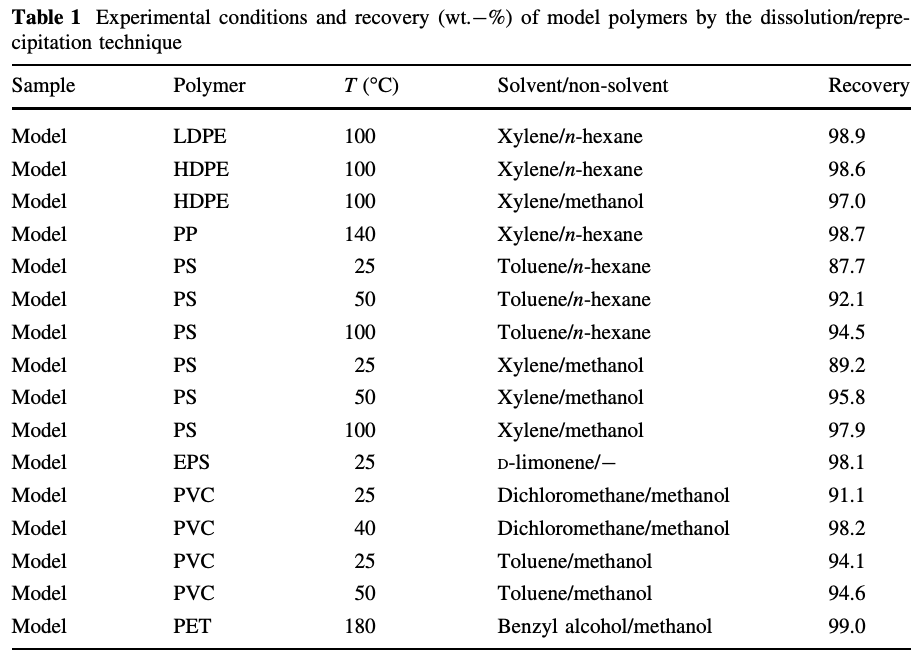 Table 1 Experimental conditions and recovery (wt.–%) of model polymers by the dissolution/repre-
cipitation technique
Sample Polymer T (°C) Solvent/non-solvent Recovery
Model LDPE 100 Xylene/n-hexane 98.9
Model HDPE 100 Xylene/n-hexane 98.6
Model HDPE 100 Xylene/methanol 97.0
Model PP 140 Xylene/n-hexane 98.7
Model PS 25 Toluene/n-hexane 87.7
Model PS 50 Toluene/n-hexane 92.1
Model PS 100 Toluene/n-hexane 94.5
Model PS 25 Xylene/methanol 89.2
Model PS 50 Xylene/methanol 95.8
Model PS 100 Xylene/methanol 97.9
Model EPS 25 D-limonene/– 98.1
Model PVC 25 Dichloromethane/methanol 91.1
Model PVC 40 Dichloromethane/methanol 98.2
Model PVC 25 Toluene/methanol 94.1
Model PVC 50 Toluene/methanol 94.6
Model PET 180 Benzyl alcohol/methanol 99.0